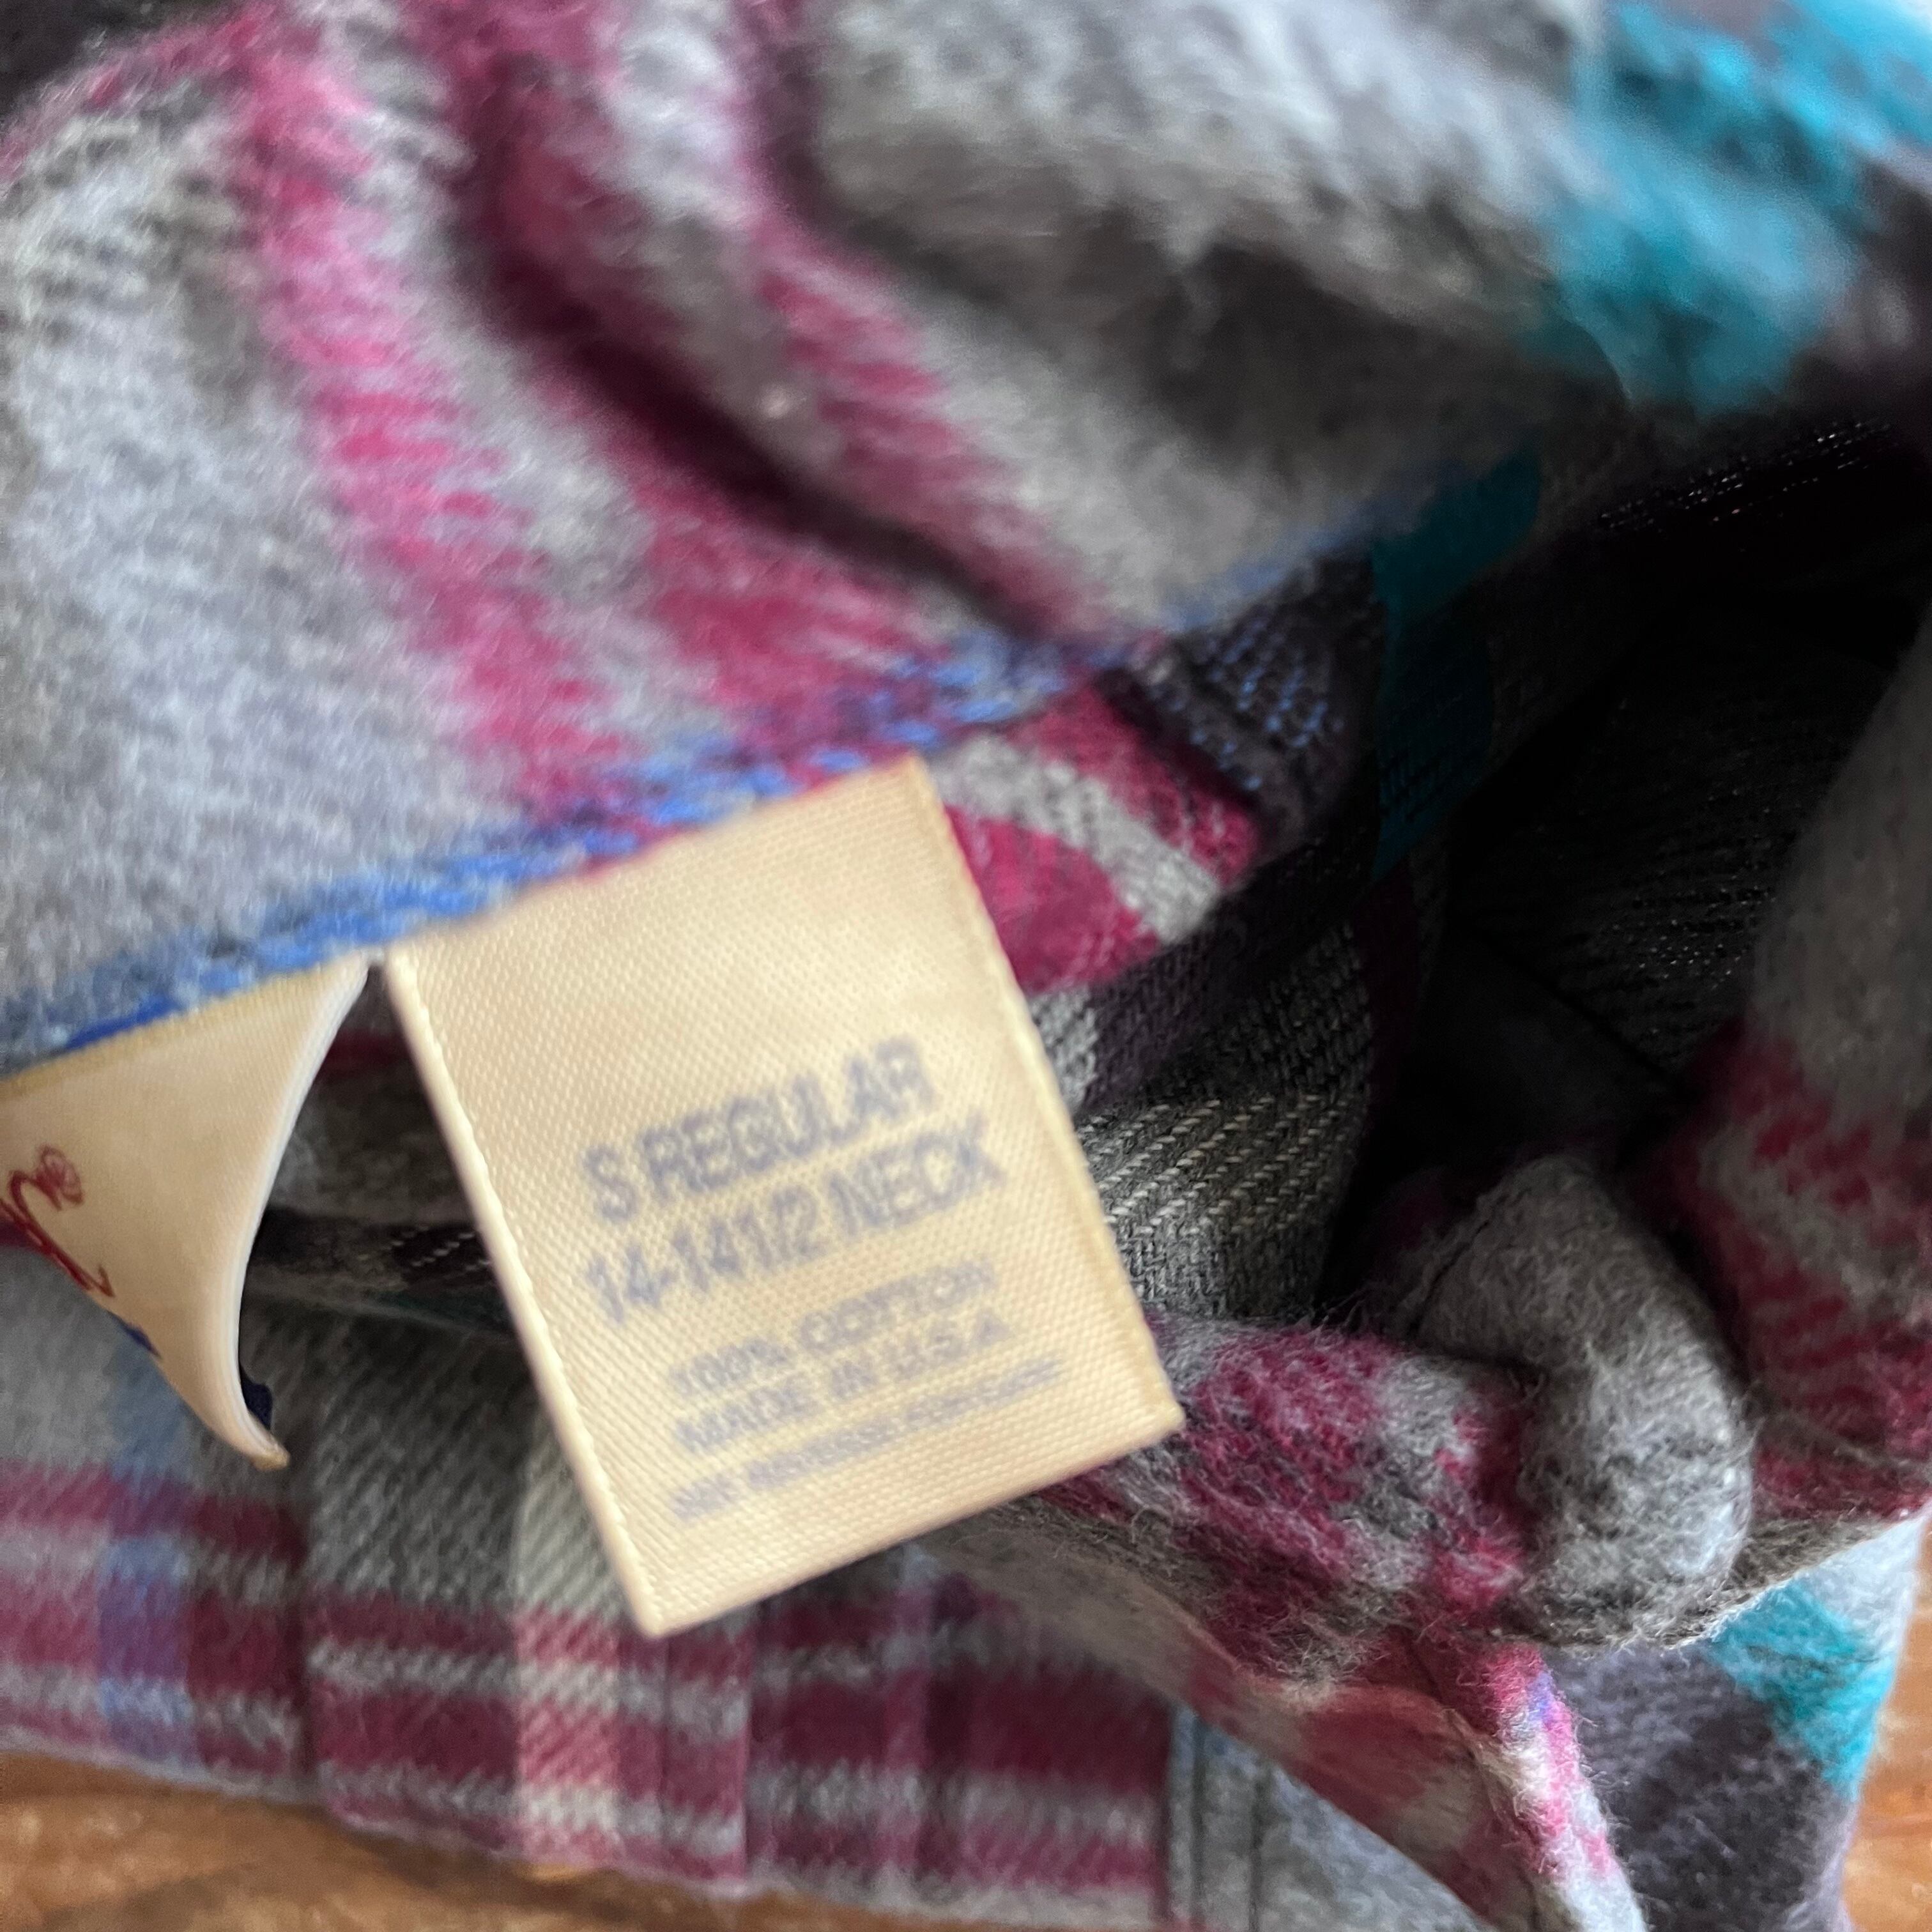 S REGULAR
14-14 1/2 NECK
100% COTTON
MADE IN U.S.A